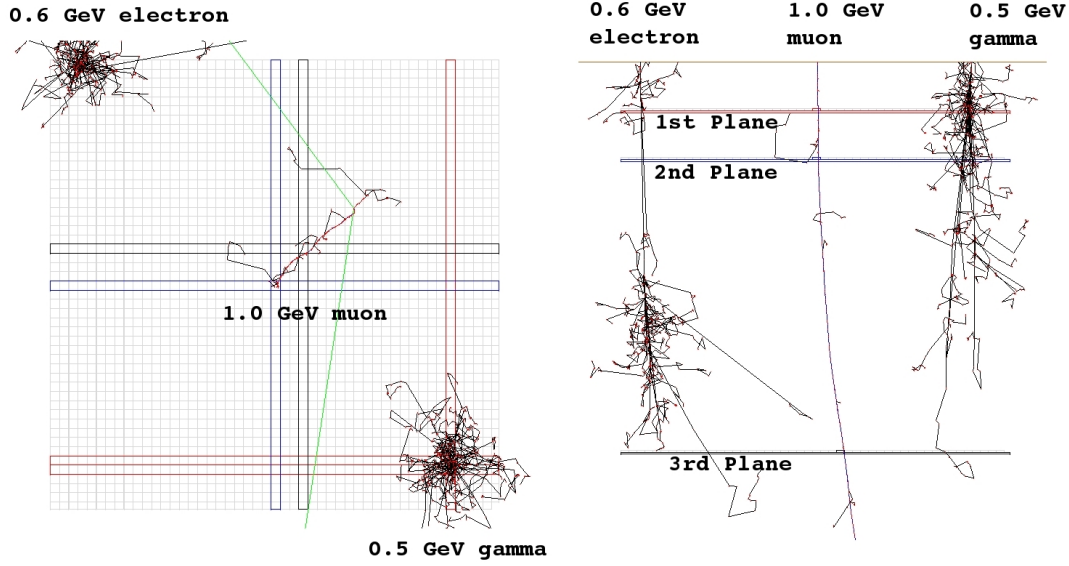 0.6 GeV electron
1.0 GeV muon
0.5 GeV gamma
0.6 GeV
electron
1.0 GeV
muon
0.5 GeV
gamma
1st Plane
2nd Plane
3rd Plane